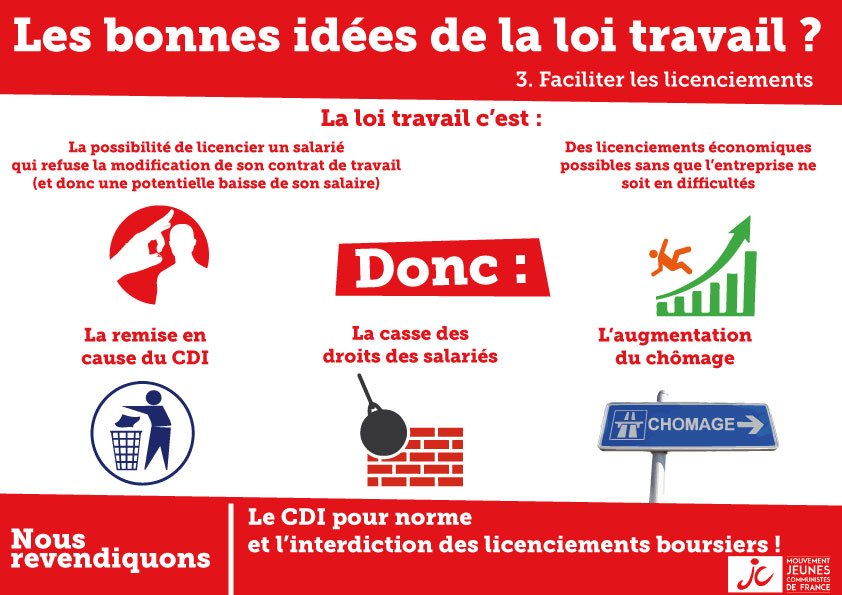 Les bonnes idées de la loi travail ?
3. Faciliter les licenciements
La loi travail c'est :
La possibilité de licencier un salarié
qui refuse la modification de son contrat de travail
(et donc une potentielle baisse de son salaire)
Des licenciements économiques
possibles sans que l'entreprise ne
soit en difficultés
Donc :
La remise en
cause du CDI
La casse des
droits des salariés
L'augmentation
du chômage
CHOMAGE
Nous
revendiquons
Le CDI pour norme
et l'interdiction des licenciements boursiers !
jc
MOUVEMENT
JEUNES
COMMUNISTES
DE FRANCE